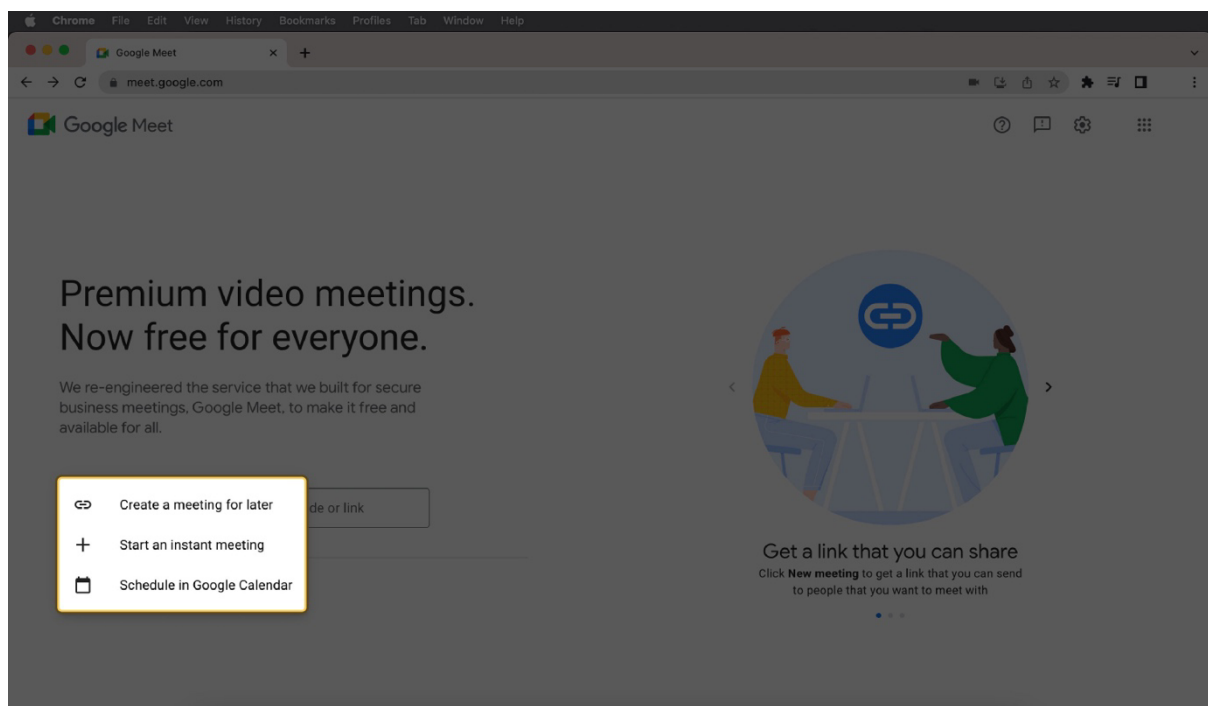 Chrome File Edit View History Bookmarks Profiles Tab Window Help
Google Meet
meet.google.com
Google Meet
Premium video meetings.
Now free for everyone.
We re-engineered the service that we built for secure
business meetings, Google Meet, to make it free and
available for all.
Create a meeting for later
de or link
Start an instant meeting
Schedule in Google Calendar
Get a link that you can share
Click New meeting to get a link that you can send
to people that you want to meet with